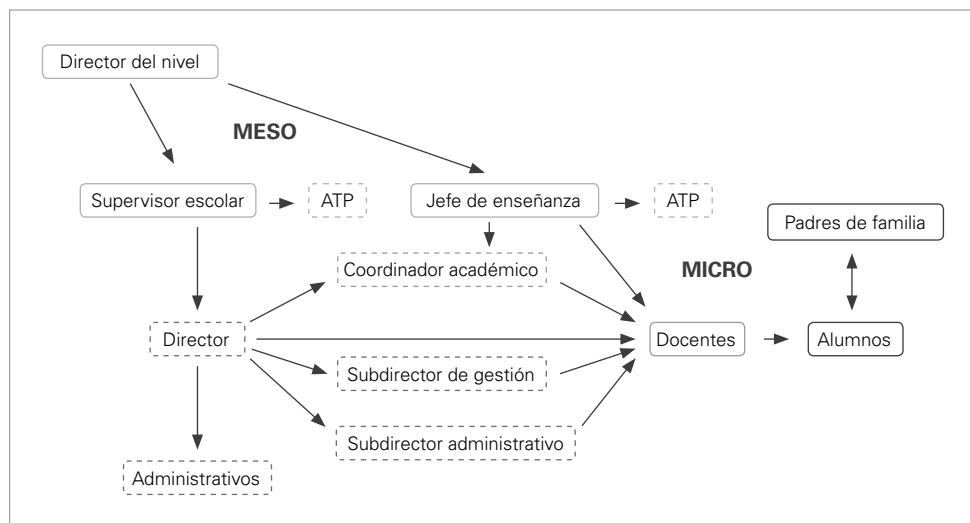 Director del nivel
MESO
Supervisor escolar
ATP
Jefe de enseñanza
ATP
Padres de familia
Coordinador académico
MICRO
Director
Docentes
Alumnos
Subdirector de gestión
Subdirector administrativo
Administrativos